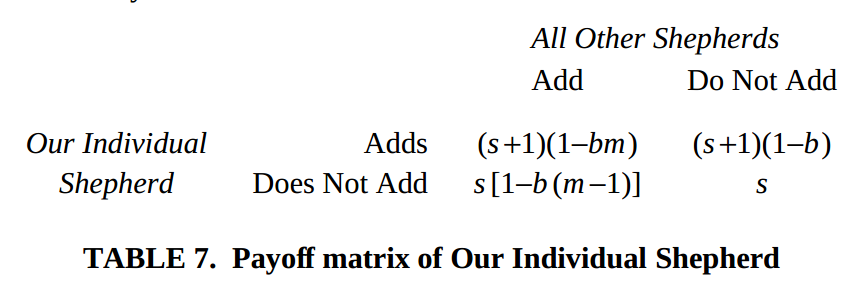 All Other Shepherds
Add Do Not Add
Our Individual Adds (s+1)(1–bm) (s+1)(1–b)
Shepherd Does Not Add s[1–b(m–1)] s
TABLE 7. Payoff matrix of Our Individual Shepherd